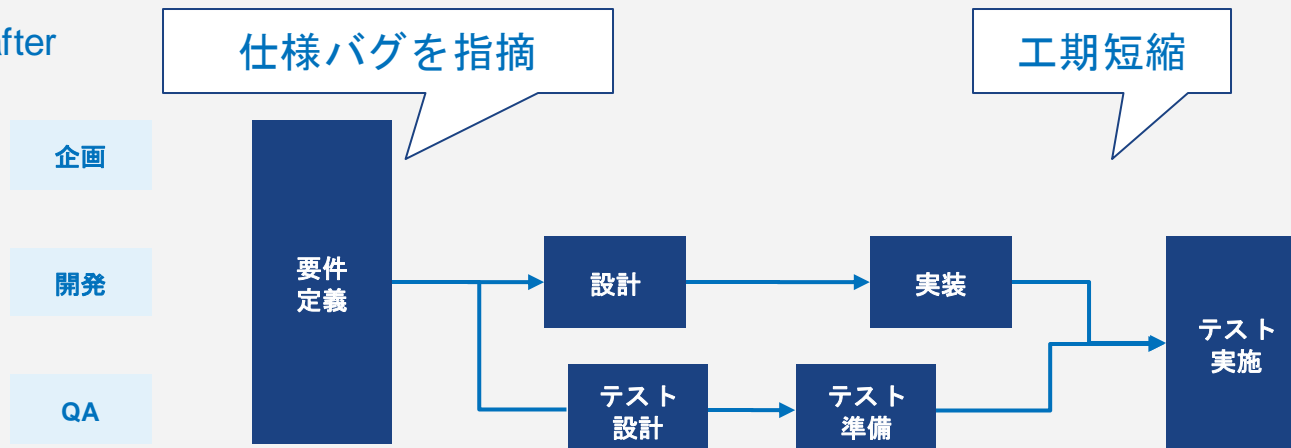 after
仕様バグを指摘
工期短縮
企画
開発
QA
要件
定義
設計
実装
テスト
設計
テスト
準備
テスト
実施